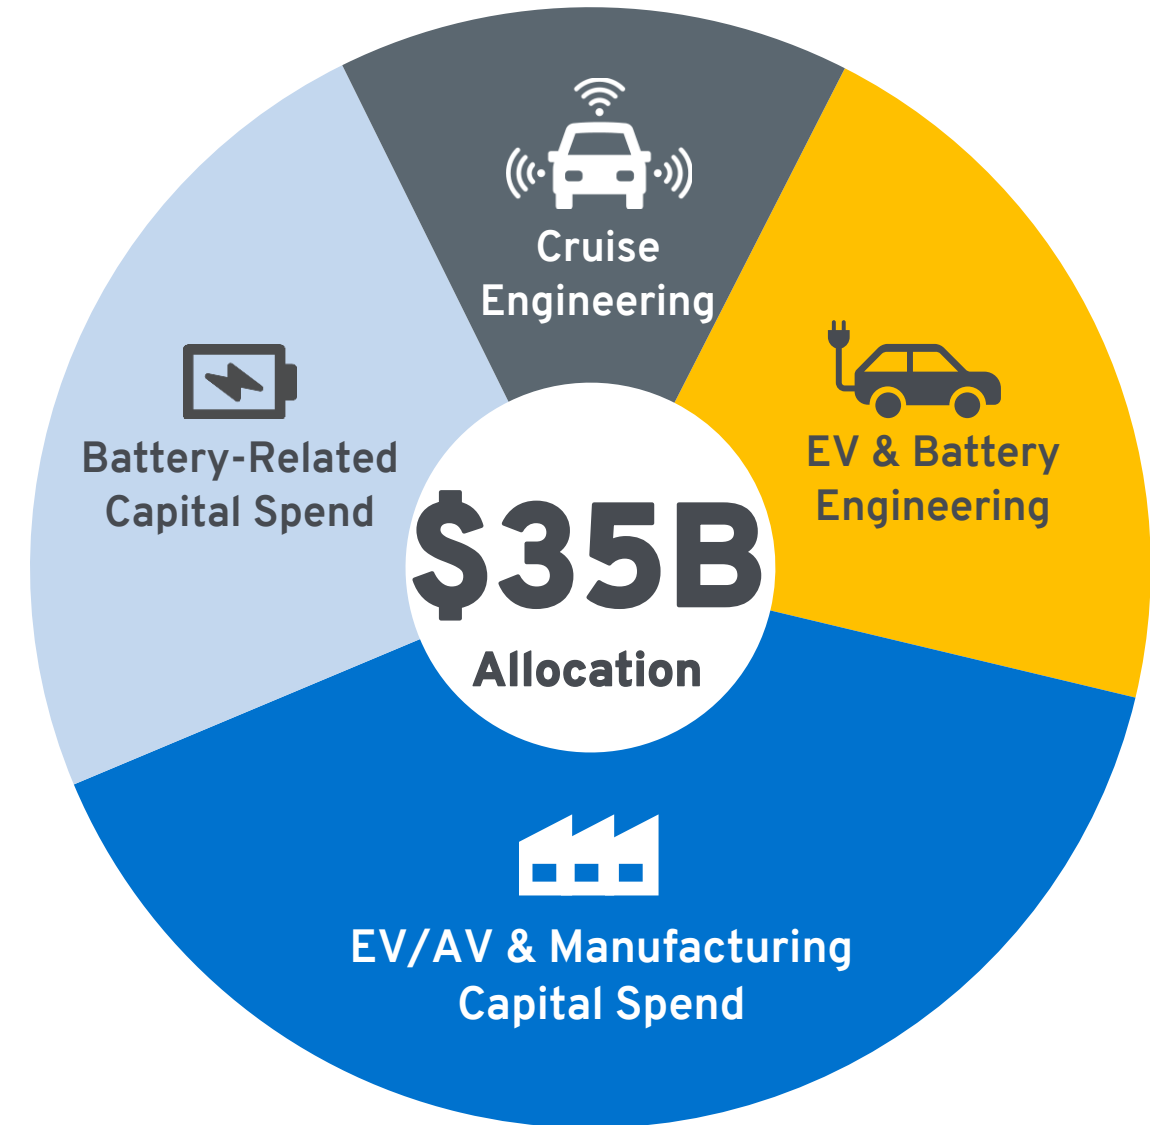 Cruise
Engineering
EV & Battery
Engineering
Battery-Related
Capital Spend
$35B
Allocation
EV/AV & Manufacturing
Capital Spend